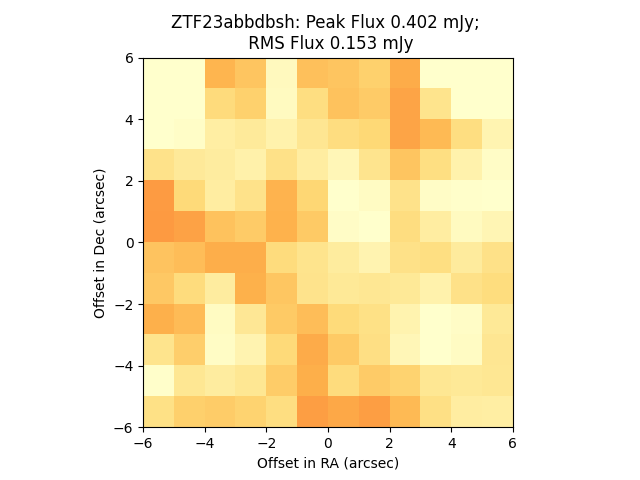 ZTF23abbdbsh: Peak Flux 0.402 mJy;
RMS Flux 0.153 mJy
6
4
2
0
−2
−4
−6
Offset in Dec (arcsec)
−6 −4 −2 0 2 4 6
Offset in RA (arcsec)